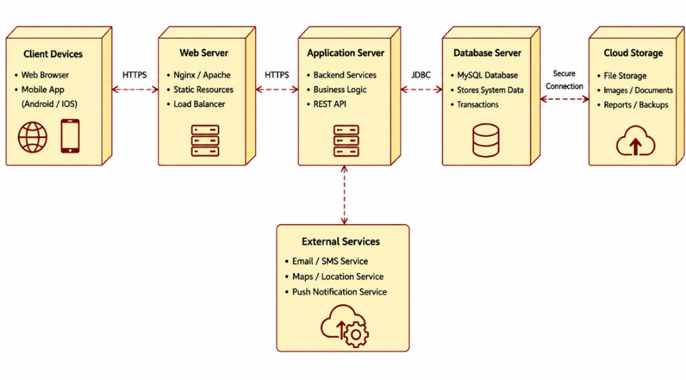 Client Devices
• Web Browser
• Mobile App
(Android / IOS)
HTTPS
Web Server
• Nginx / Apache
• Static Resources
• Load Balancer
HTTPS
Application Server
• Backend Services
• Business Logic
• REST API
JDBC
Database Server
• MySQL Database
• Stores System Data
• Transactions
Secure
Connection
Cloud Storage
• File Storage
• Images / Documents
• Reports / Backups
External Services
• Email / SMS Service
• Maps / Location Service
• Push Notification Service